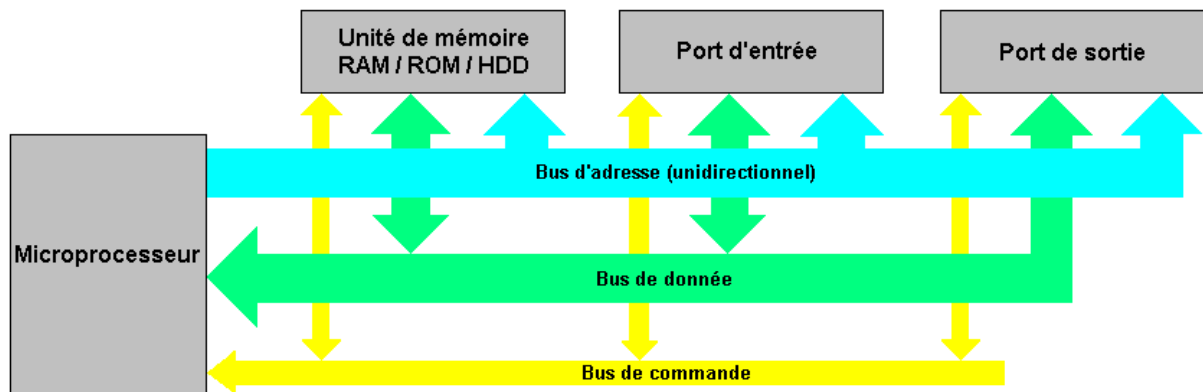 Unité de mémoire
RAM / ROM / HDD
Port d'entrée
Port de sortie
Microprocesseur
Bus d'adresse (unidirectionnel)
Bus de donnée
Bus de commande